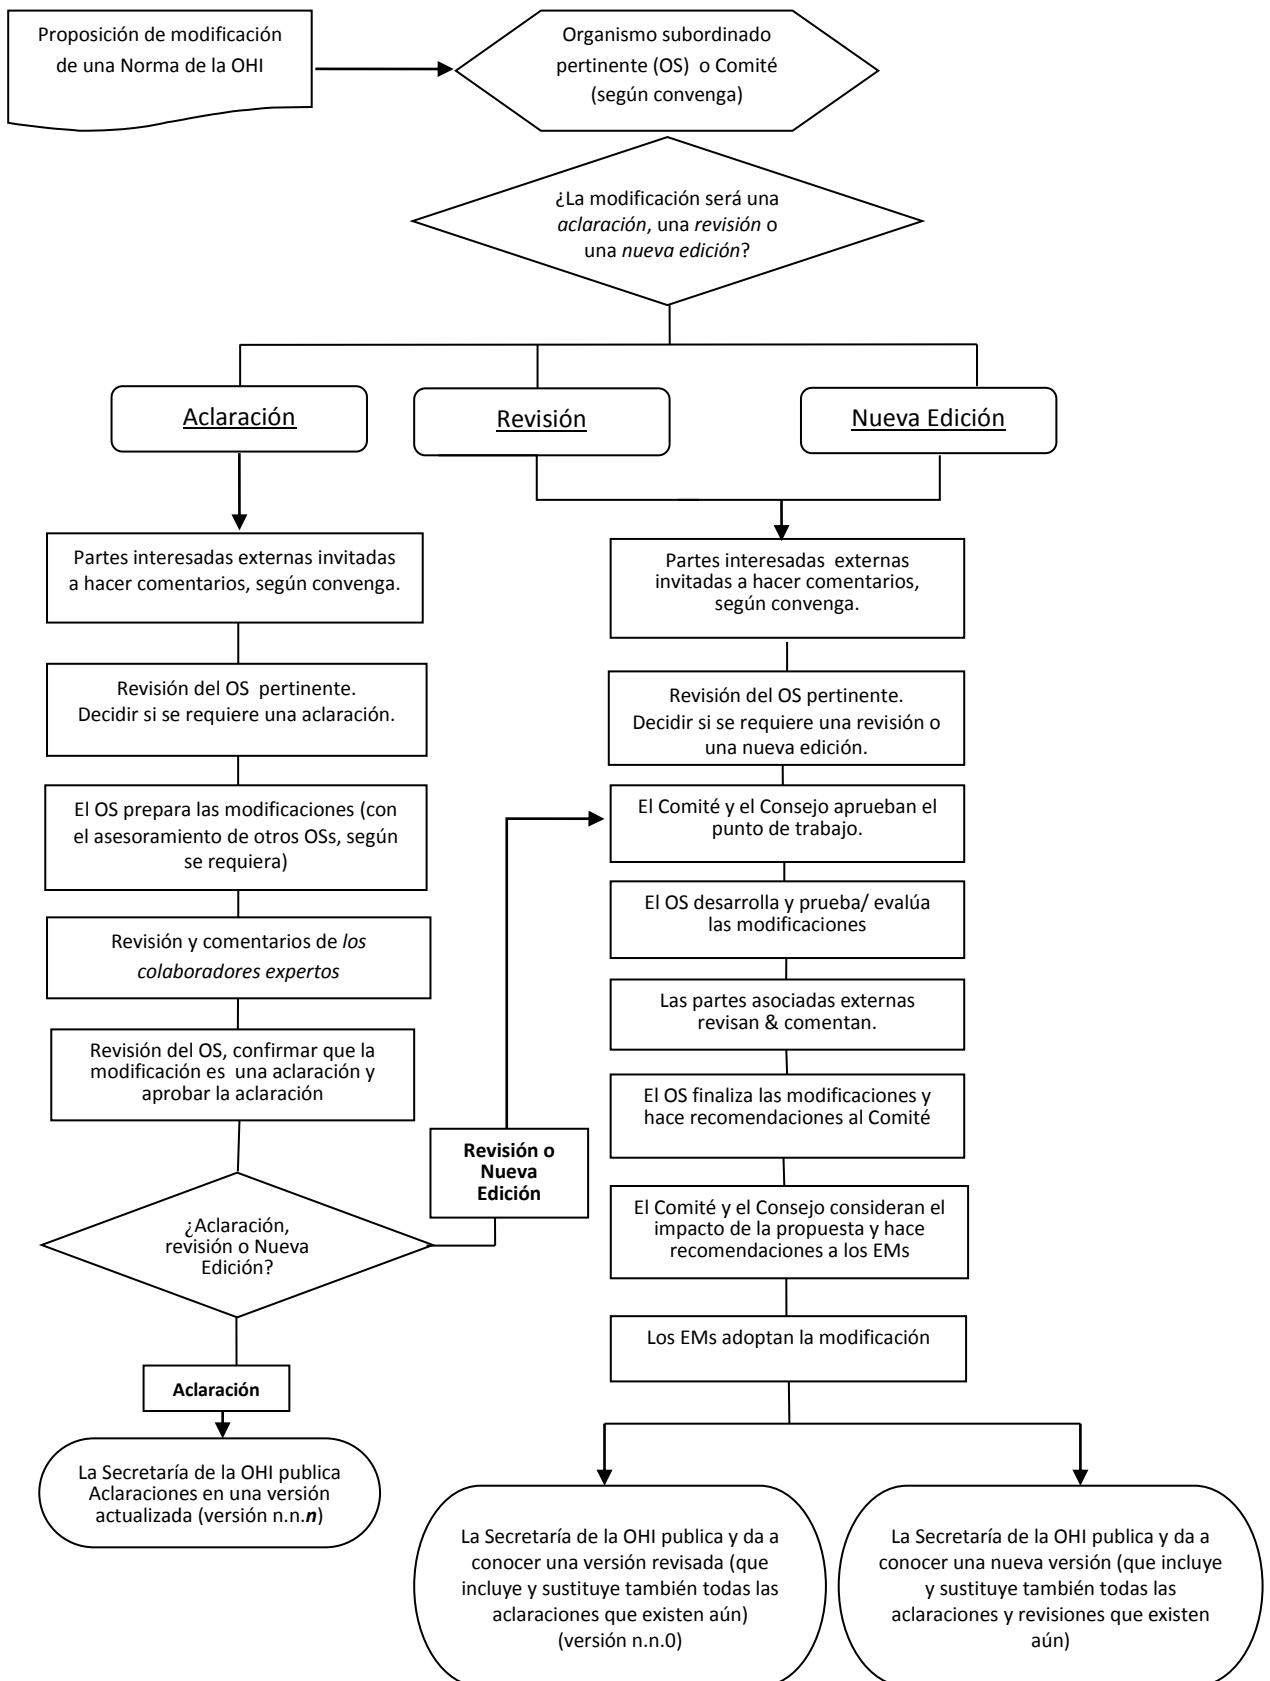 Proposición de modificación
de una Norma de la OHI
Organismo subordinado
pertinente (OS) o Comité
(según convenga)
¿La modificación será una
aclaración, una revisión o
una nueva edición?
Aclaración
Revisión
Nueva Edición
Partes interesadas externas invitadas
a hacer comentarios, según convenga.
Revisión del OS pertinente.
Decidir si se requiere una aclaración.
El OS prepara las modificaciones (con
el asesoramiento de otros OSs, según
se requiera)
Revisión y comentarios de los
colaboradores expertos
Revisión del OS, confirmar que la
modificación es una aclaración y
aprobar la aclaración
¿Aclaración,
revisión o Nueva
Edición?
Revisión o
Nueva
Edición
Aclaración
La Secretaría de la OHI publica
Aclaraciones en una versión
actualizada (versión n.n.n)
Partes interesadas externas
invitadas a hacer comentarios,
según convenga.
Revisión del OS pertinente.
Decidir si se requiere una revisión o
una nueva edición.
El Comité y el Consejo aprueban el
punto de trabajo.
El OS desarrolla y prueba/ evalúa
las modificaciones
Las partes asociadas externas
revisan & comentan.
El OS finaliza las modificaciones y
hace recomendaciones al Comité
El Comité y el Consejo consideran el
impacto de la propuesta y hace
recomendaciones a los EMs
Los EMs adoptan la modificación
La Secretaría de la OHI publica y da a
conocer una versión revisada (que
incluye y sustituye también todas las
aclaraciones que existen aún)
(versión n.n.0)
La Secretaría de la OHI publica y da a
conocer una nueva versión (que incluye
y sustituye también todas las
aclaraciones y revisiones que existen
aún)